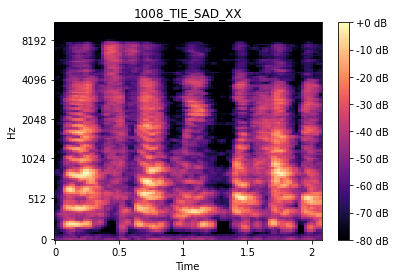 1008_TIE_SAD_XX
+0 dB
8192
-10 dB
4096
-20 dB
-30 dB
2048
Hz
-40 dB
1024
-50 dB
512
-60 dB
-70 dB
0
-80 dB
0 0.5 1 1.5 2
Time